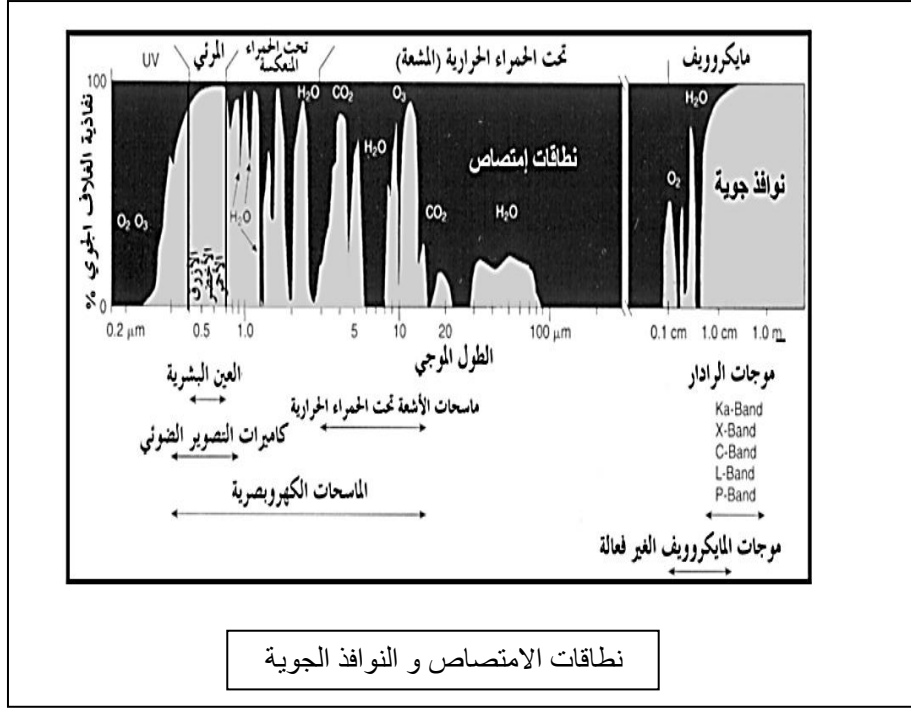 UV
المرئي
تحت الحمراء
المنعكسة
تحت الحمراء الحرارية (المشعة)
مايكروويف
نفاذية الغلاف الجوي %
100
0
O₂ O₃
H₂O
H₂O
CO₂
H₂O
O₃
CO₂
H₂O
نطاقات إمتصاص
O₂
H₂O
نوافذ جوية
الأزرق
الأخضر
الأحمر
0.2 μm 0.5 1.0 5 10 20 100 μm 0.1 cm 1.0 cm 1.0 m
الطول الموجي
العين البشرية
كاميرات التصوير الضوئي
الماسحات الكهروبصرية
ماسحات الأشعة تحت الحمراء الحرارية
موجات الرادار
Ka-Band
X-Band
C-Band
L-Band
P-Band
موجات المايكروويف الغير فعالة
نطاقات الامتصاص و النوافذ الجوية